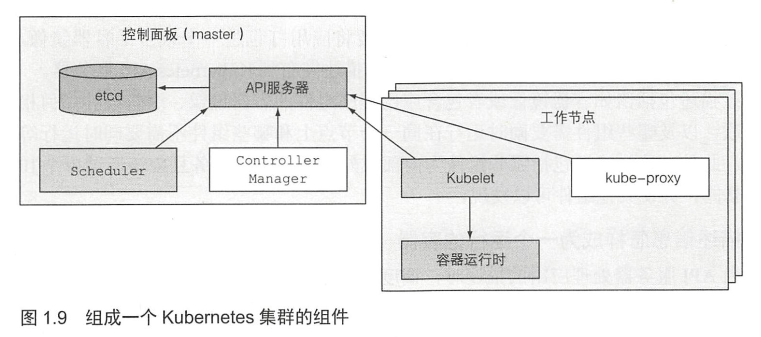 控制面板（master）
etcd
API服务器
Scheduler
Controller
Manager
工作节点
Kubelet
kube-proxy
容器运行时
图 1.9 组成一个 Kubernetes 集群的组件